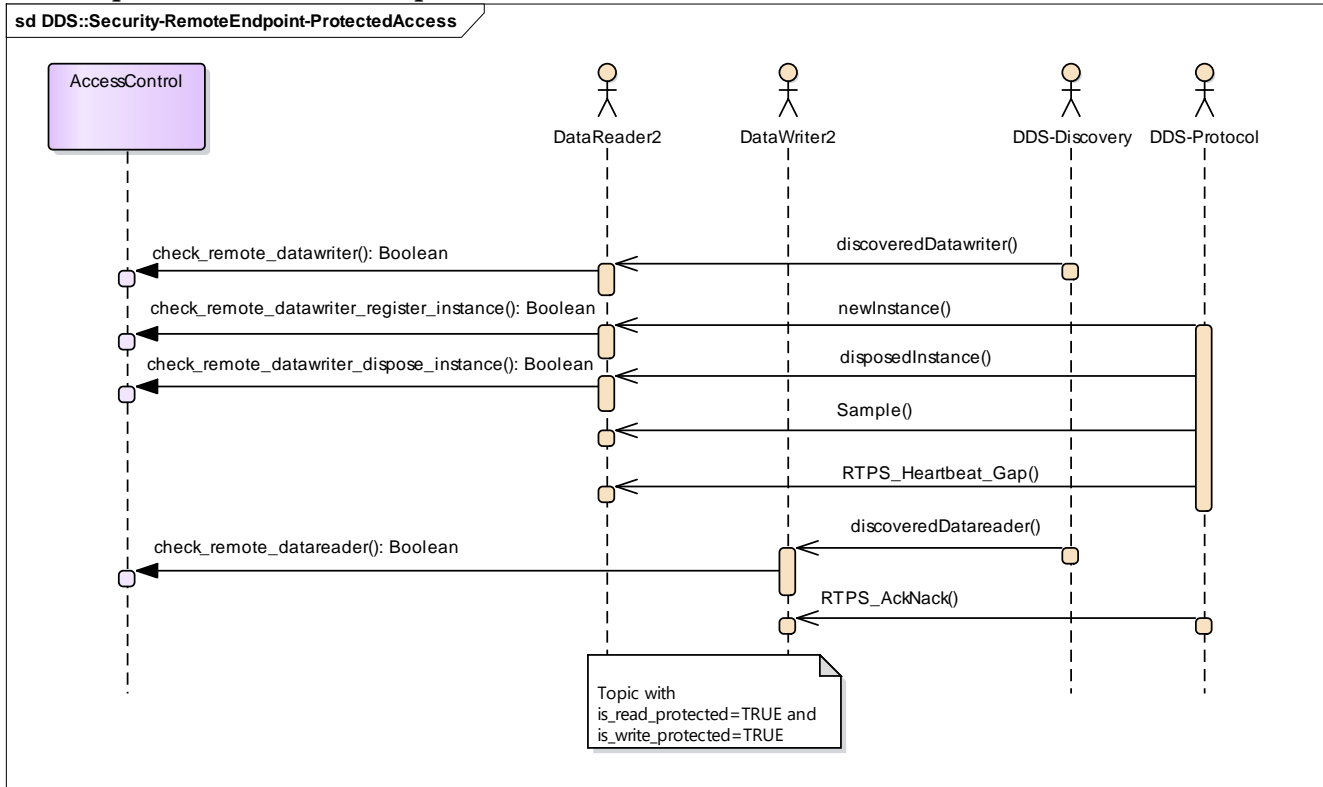 sd DDS::Security-RemoteEndpoint-ProtectedAccess
AccessControl
DataReader2
DataWriter2
DDS-Discovery
DDS-Protocol
check_remote_datawriter(): Boolean
discoveredDatawriter()
check_remote_datawriter_register_instance(): Boolean
newInstance()
check_remote_datawriter_dispose_instance(): Boolean
disposedInstance()
Sample()
RTPS_Heartbeat_Gap()
discoveredDatareader()
check_remote_datareader(): Boolean
RTPS_AckNack()
Topic with
is_read_protected=TRUE and
is_write_protected=TRUE